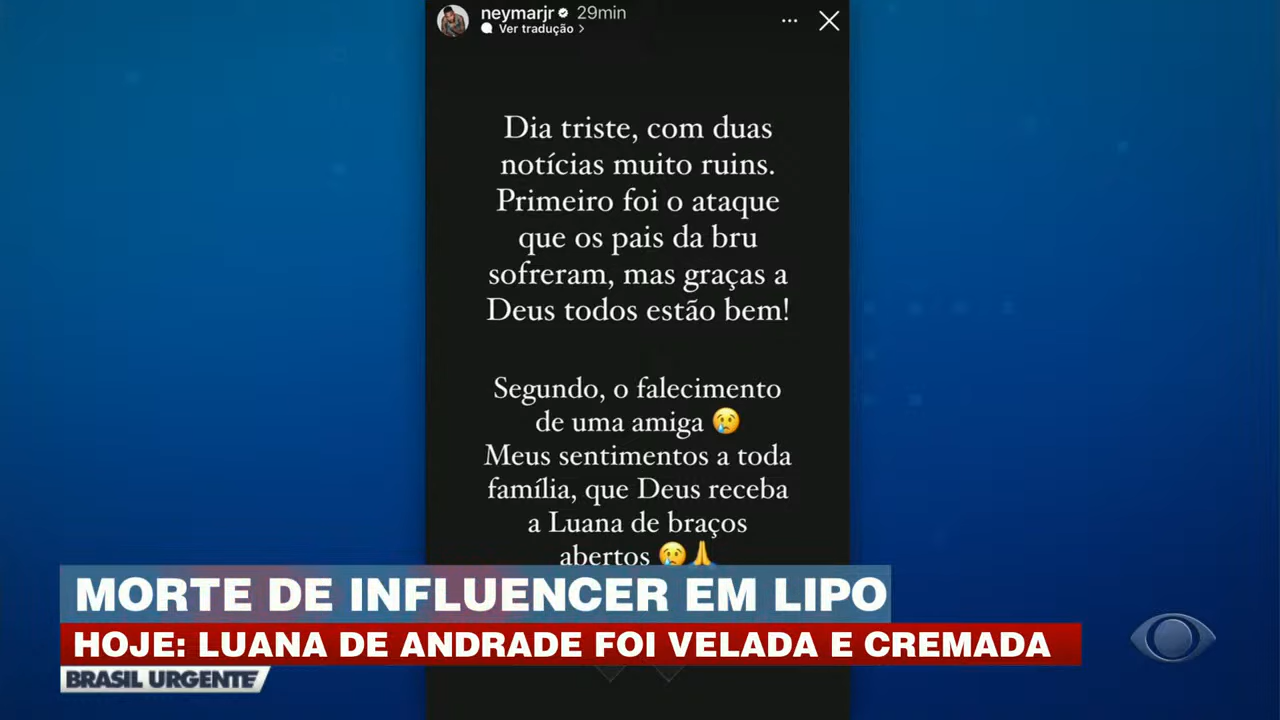 neymarjr 29min
Ver tradução >
Dia triste, com duas
notícias muito ruins.
Primeiro foi o ataque
que os pais da bru
sofreram, mas graças a
Deus todos estão bem!
Segundo, o falecimento
de uma amiga 😢
Meus sentimentos a toda
família, que Deus receba
a Luana de braços
abertos 😢🙏
MORTE DE INFLUENCER EM LIPO
HOJE: LUANA DE ANDRADE FOI VELADA E CREMADA
BRASIL URGENTE